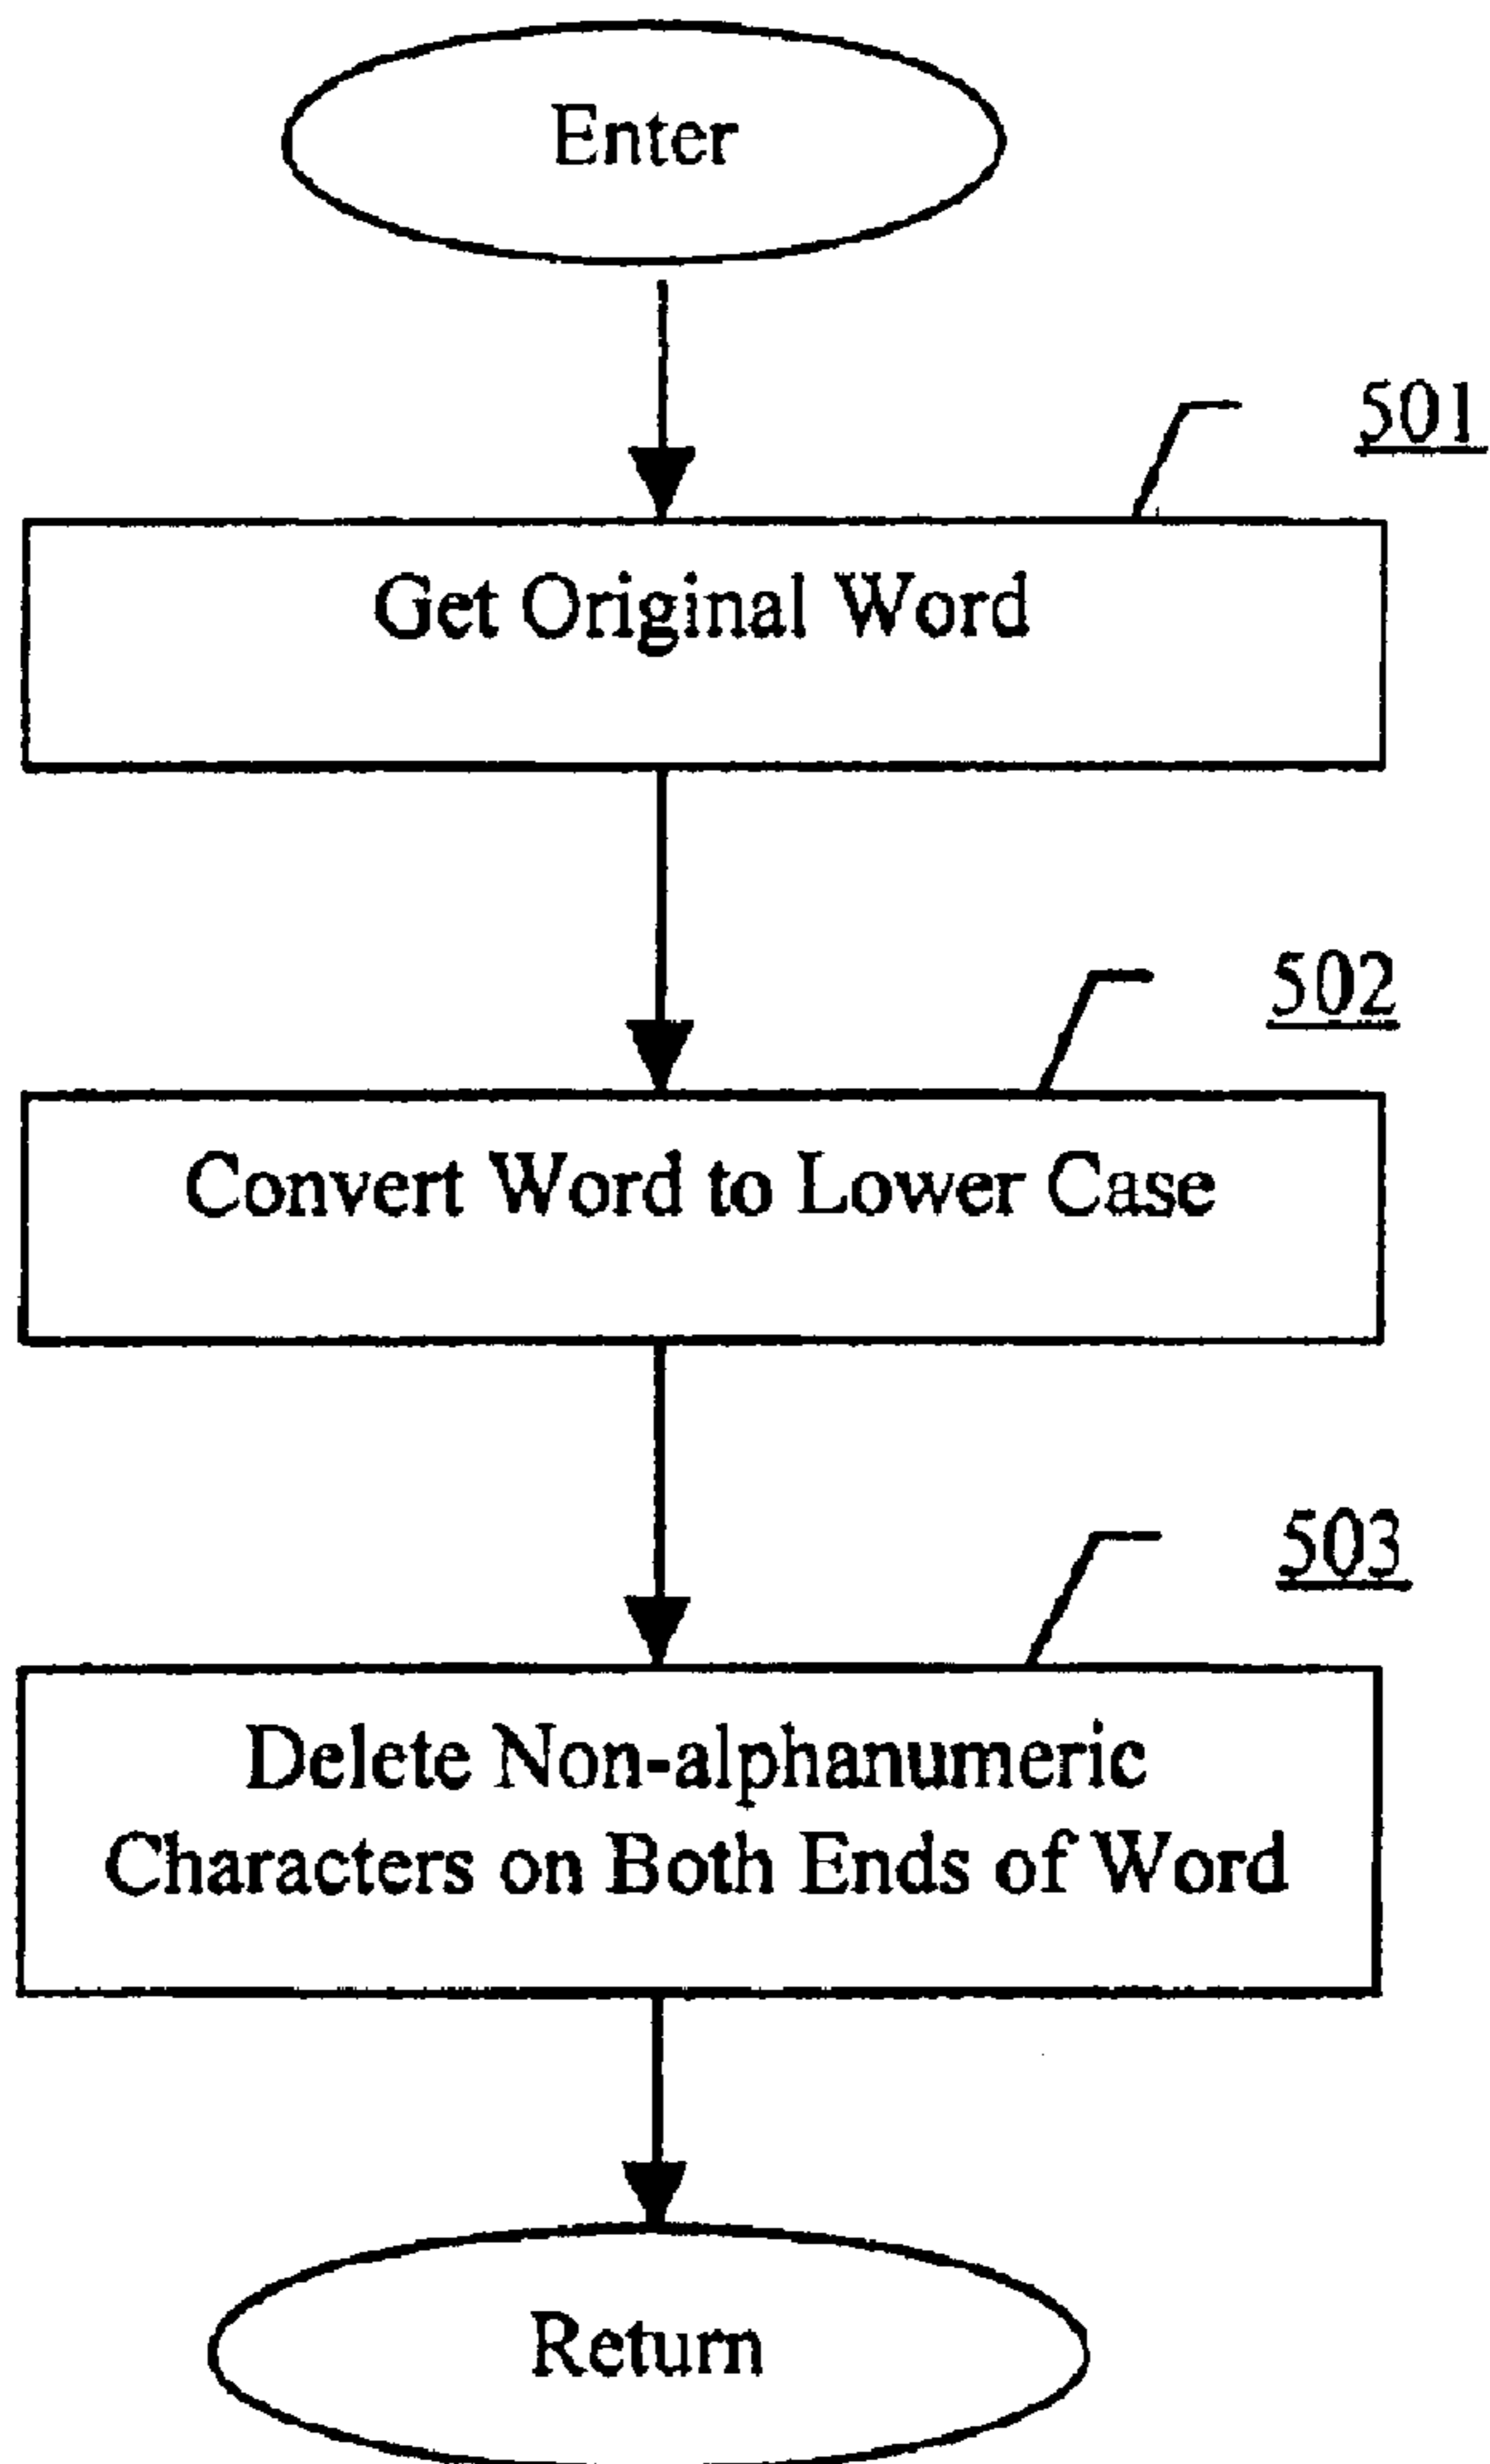 Enter
501
Get Original Word
502
Convert Word to Lower Case
503
Delete Non-alphanumeric
Characters on Both Ends of Word
Return